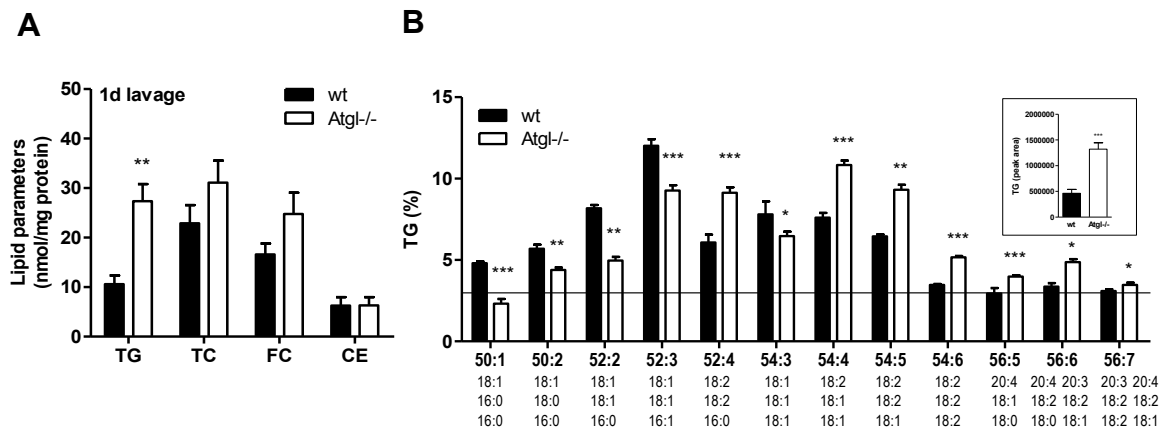 A
Lipid parameters
(nmol/mg protein)
50
40
30
20
10
0
1d lavage
wt
Atgl-/-
**
TG TC FC CE
B
TG (%)
15
10
5
0
wt
Atgl-/-
*** ** ** *** *** * *** ** *** *** * *
TG (peak area)
2000000
1500000
1000000
500000
0
***
wt Atgl-/-
50:1 50:2 52:2 52:3 52:4 54:3 54:4 54:5 54:6 56:5 56:6 56:7
18:1 18:1 18:1 18:1 18:2 18:1 18:2 18:2 18:2 20:4 20:4 20:3 20:3 20:4
16:0 18:0 18:1 18:1 18:2 18:1 18:1 18:2 18:2 18:1 18:2 18:2 18:2 18:2
16:0 16:0 16:0 16:1 16:0 18:1 18:1 18:1 18:2 18:0 18:0 18:1 18:2 18:1